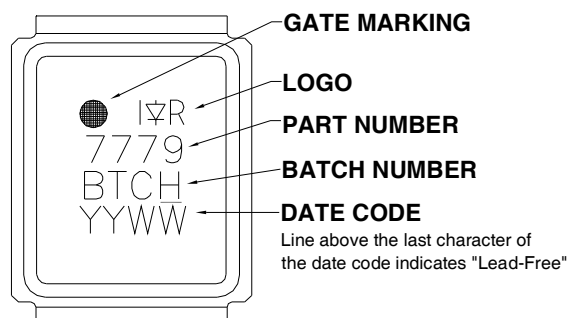 GATE MARKING
I R
LOGO
7779
PART NUMBER
BTCH
BATCH NUMBER
YYWW
DATE CODE
Line above the last character of
the date code indicates "Lead-Free"